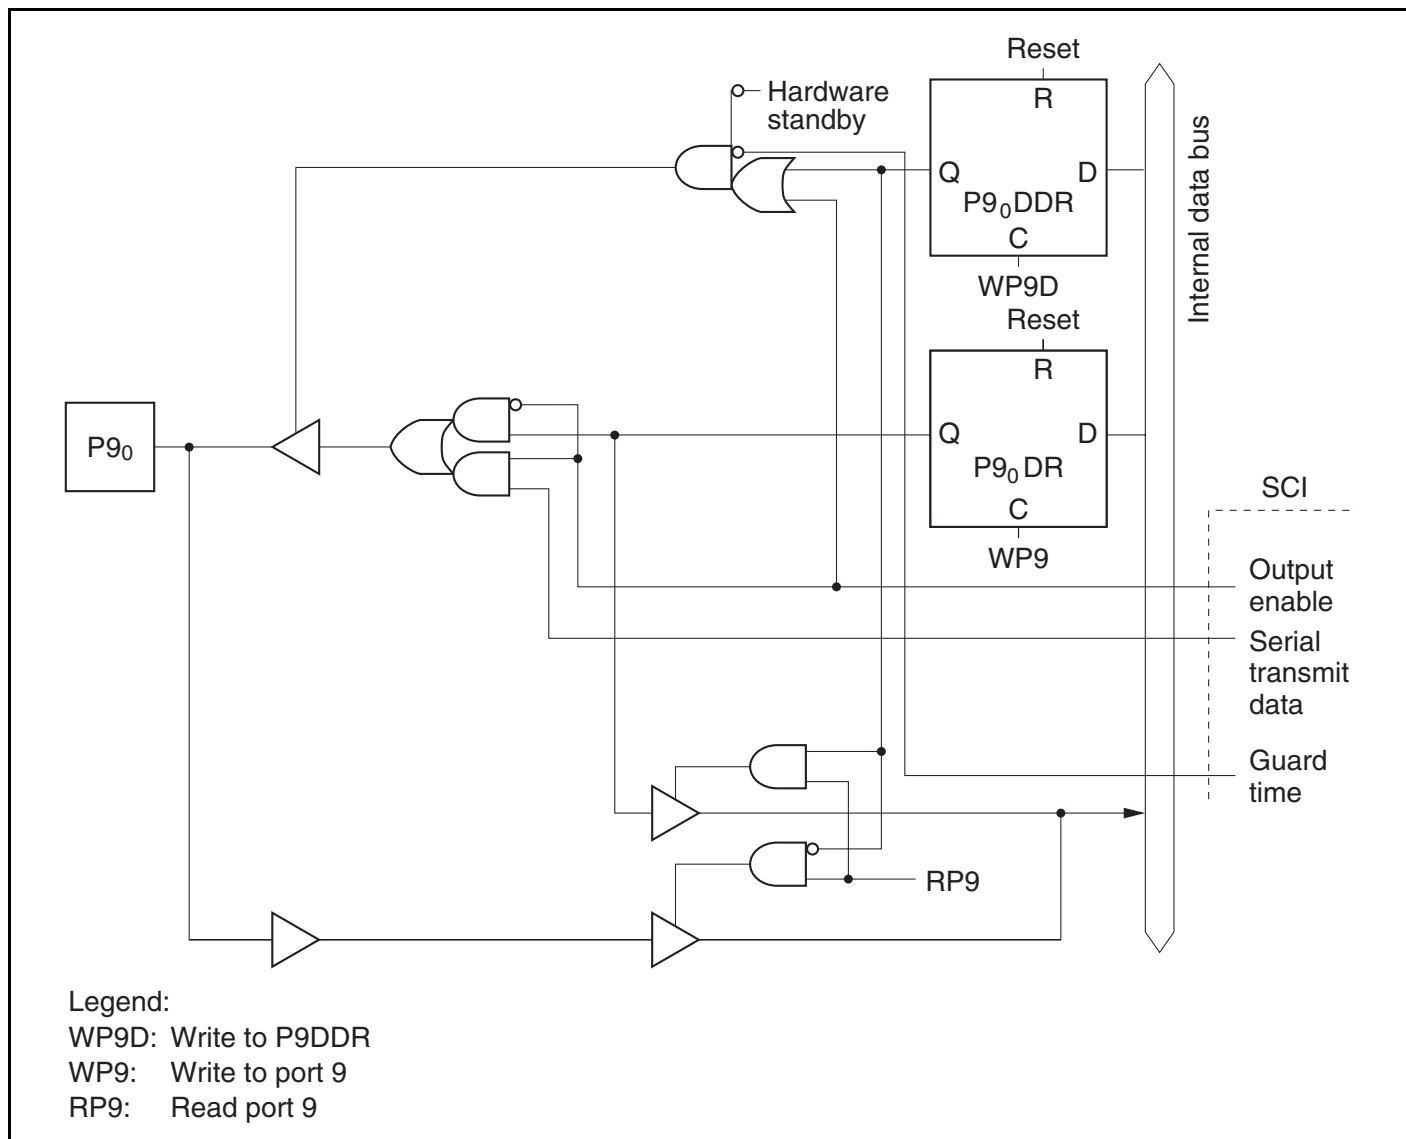 Reset
Hardware
standby
R
Q
D
P9₀DDR
C
WP9D
Internal data bus
Reset
R
P9₀
Q
D
P9₀DR
C
WP9
SCI
Output
enable
Serial
transmit
data
Guard
time
RP9
Legend:
WP9D: Write to P9DDR
WP9: Write to port 9
RP9: Read port 9